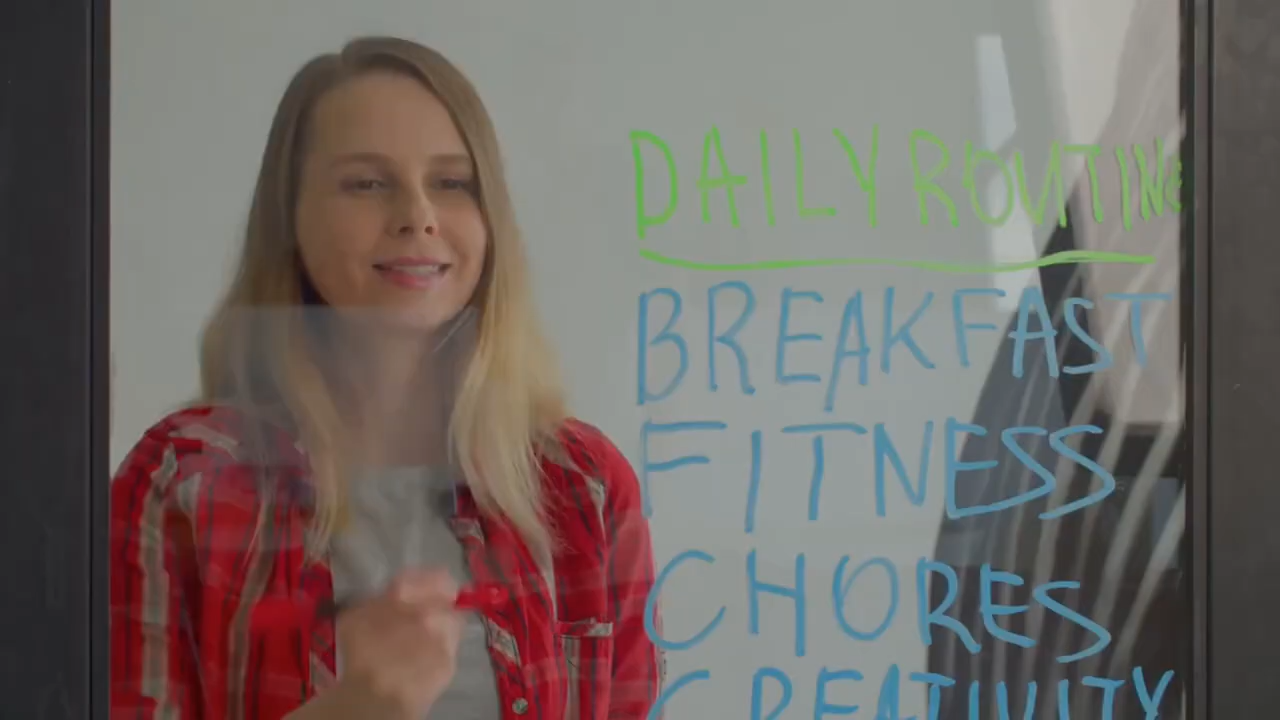 DAILY ROUTINE
BREAKFAST
FITNESS
CHORES
CREATIVITY